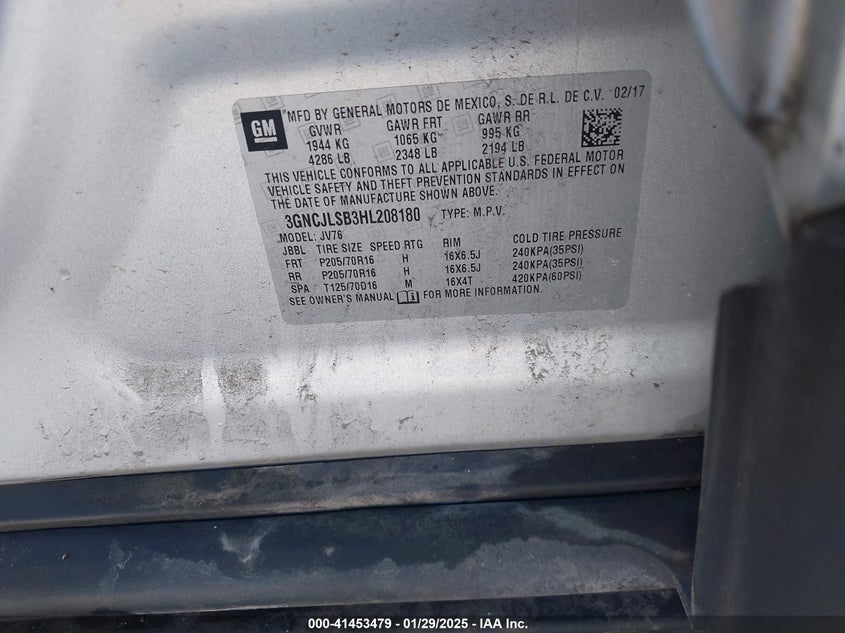 GM
MFD BY GENERAL MOTORS DE MEXICO, S. DE R.L. DE C.V. 02/17
GVWR GAWR FRT GAWR RR
1944 KG 1065 KG 995 KG
4286 LB 2348 LB 2194 LB
THIS VEHICLE CONFORMS TO ALL APPLICABLE U.S. FEDERAL MOTOR
VEHICLE SAFETY AND THEFT PREVENTION STANDARDS IN EFFECT ON
THE DATE OF MANUFACTURE SHOWN ABOVE.
3GNCJLSB3HL208180 TYPE: M.P.V.
MODEL: JV76
JBBL TIRE SIZE SPEED RTG RIM COLD TIRE PRESSURE
FRT P205/70R16 H 16X6.5J 240KPA(35PSI)
RR P205/70R16 H 16X6.5J 240KPA(35PSI)
SPA T125/70D16 M 16X4T 420KPA(60PSI)
SEE OWNER'S MANUAL FOR MORE INFORMATION.
000-41453479 - 01/29/2025 - IAA Inc.